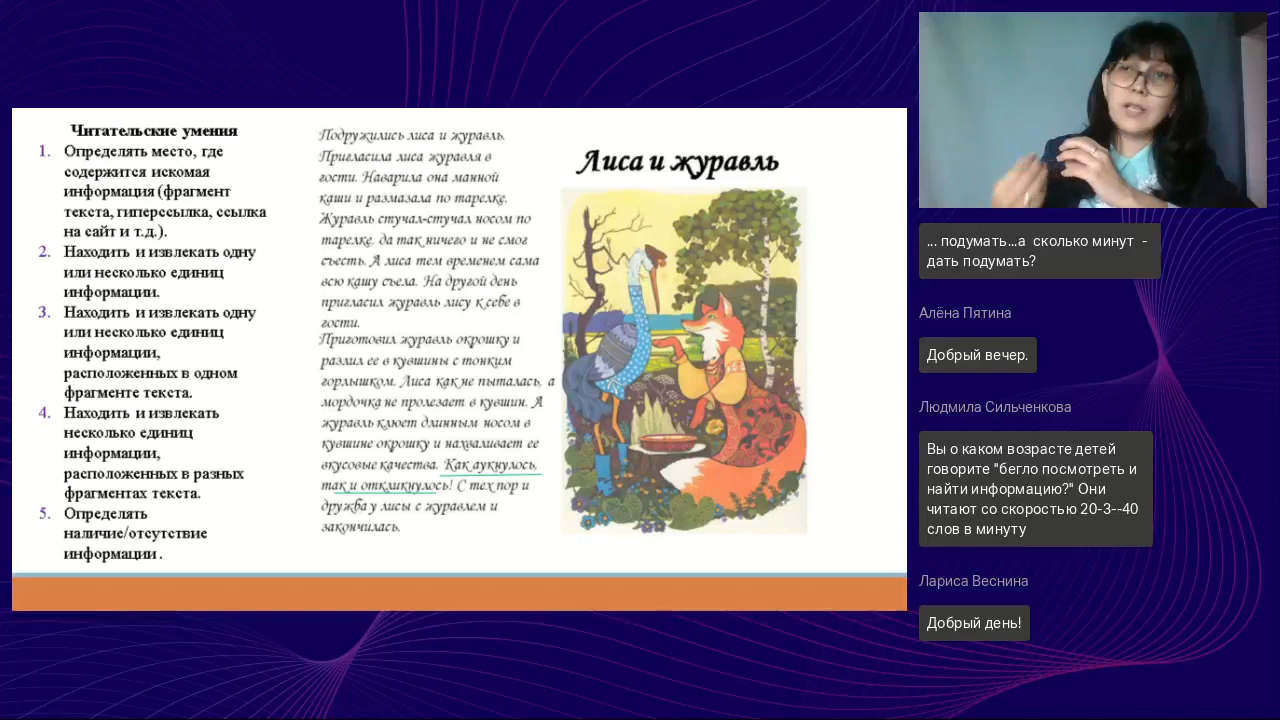 Читательские умения
1. Определять место, где
содержится искомая
информация (фрагмент
текста, гиперссылка, ссылка
на сайт и т.д.).
2. Находить и извлекать одну
или несколько единиц
информации.
3. Находить и извлекать одну
или несколько единиц
информации,
расположенных в одном
фрагменте текста.
4. Находить и извлекать
несколько единиц
информации,
расположенных в разных
фрагментах текста.
5. Определять
наличие/отсутствие
информации .
Подружились лиса и журавль.
Пригласила лиса журавля в
гости. Наварила она манной
каши и размазала по тарелке.
Журавль стучал-стучал носом по
тарелке, да так ничего и не смог
съесть. А лиса тем временем сама
всю кашу съела. На другой день
пригласил журавль лису к себе в
гости.
Приготовил журавль окрошку и
разлил ее в кувшины с тонким
горлышком. Лиса как не пыталась, а
мордочка не пролезает в кувшин. А
журавль клюет длинным носом в
кувшине окрошку и нахваливает ее
вкусовые качества. Как аукнулось,
так и откликнулось! С тех пор и
дружба у лисы с журавлем и
закончилась.
Лиса и журавль
... подумать...а сколько минут -
дать подумать?
Алёна Пятина
Добрый вечер.
Людмила Сильченкова
Вы о каком возрасте детей
говорите "бегло посмотреть и
найти информацию?" Они
читают со скоростью 20-3--40
слов в минуту
Лариса Веснина
Добрый день!